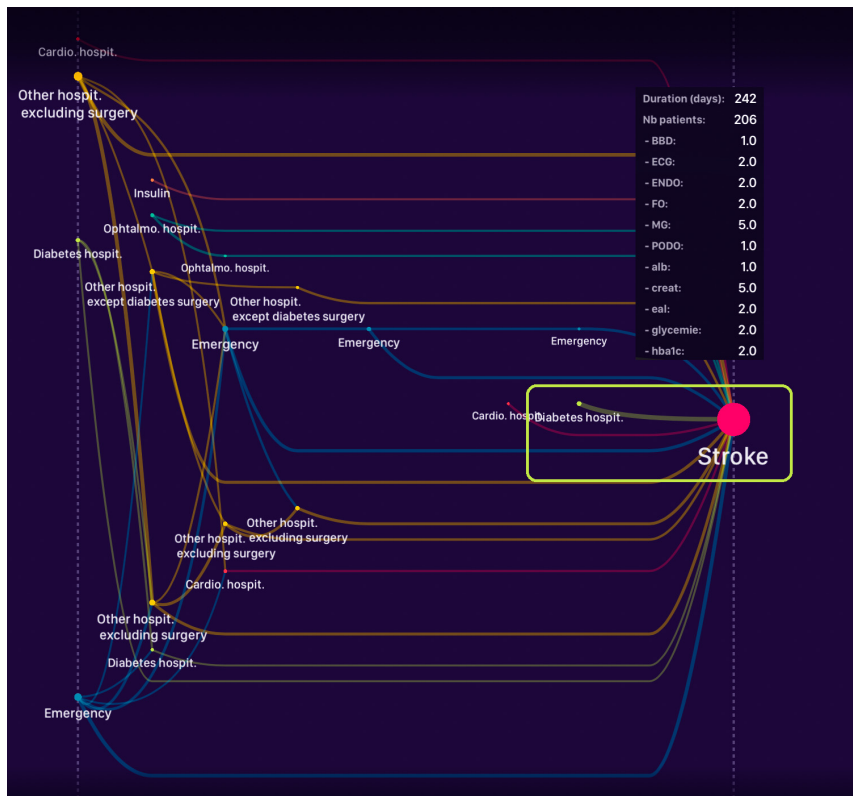 Cardio. hospit.
Other hospit.
excluding surgery
Duration (days): 242
Nb patients: 206
- BBD: 1.0
- ECG: 2.0
- ENDO: 2.0
- FO: 2.0
- MG: 5.0
- PODO: 1.0
- alb: 1.0
- creat: 5.0
- eal: 2.0
- glycemie: 2.0
- hba1c: 2.0
Insulin
Ophtalmo. hospit.
Diabetes hospit.
Ophtalmo. hospit.
Other hospit.
except diabetes surgery
Other hospit.
except diabetes surgery
Emergency
Emergency
Emergency
Cardio. hospit.
Diabetes hospit.
Stroke
Other hospit.
excluding surgery
Other hospit.
excluding surgery
Cardio. hospit.
Other hospit.
excluding surgery
Diabetes hospit.
Emergency